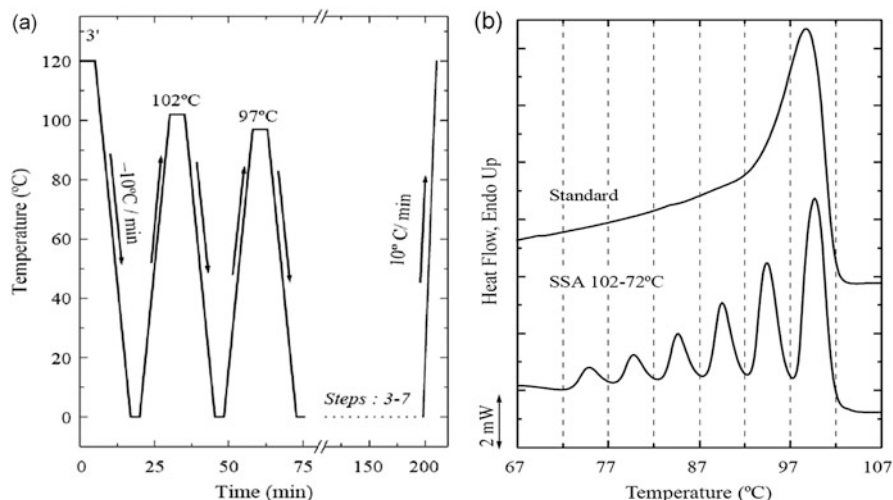 (a)
3'
120
100
80
60
40
20
0
Temperature (ºC)
102ºC
97ºC
−10ºC / min
10º C/ min
Steps : 3-7
0 25 50 75 150 200
Time (min)
(b)
Heat Flow, Endo Up
Standard
SSA 102-72ºC
2 mW
67 77 87 97 107
Temperature (ºC)